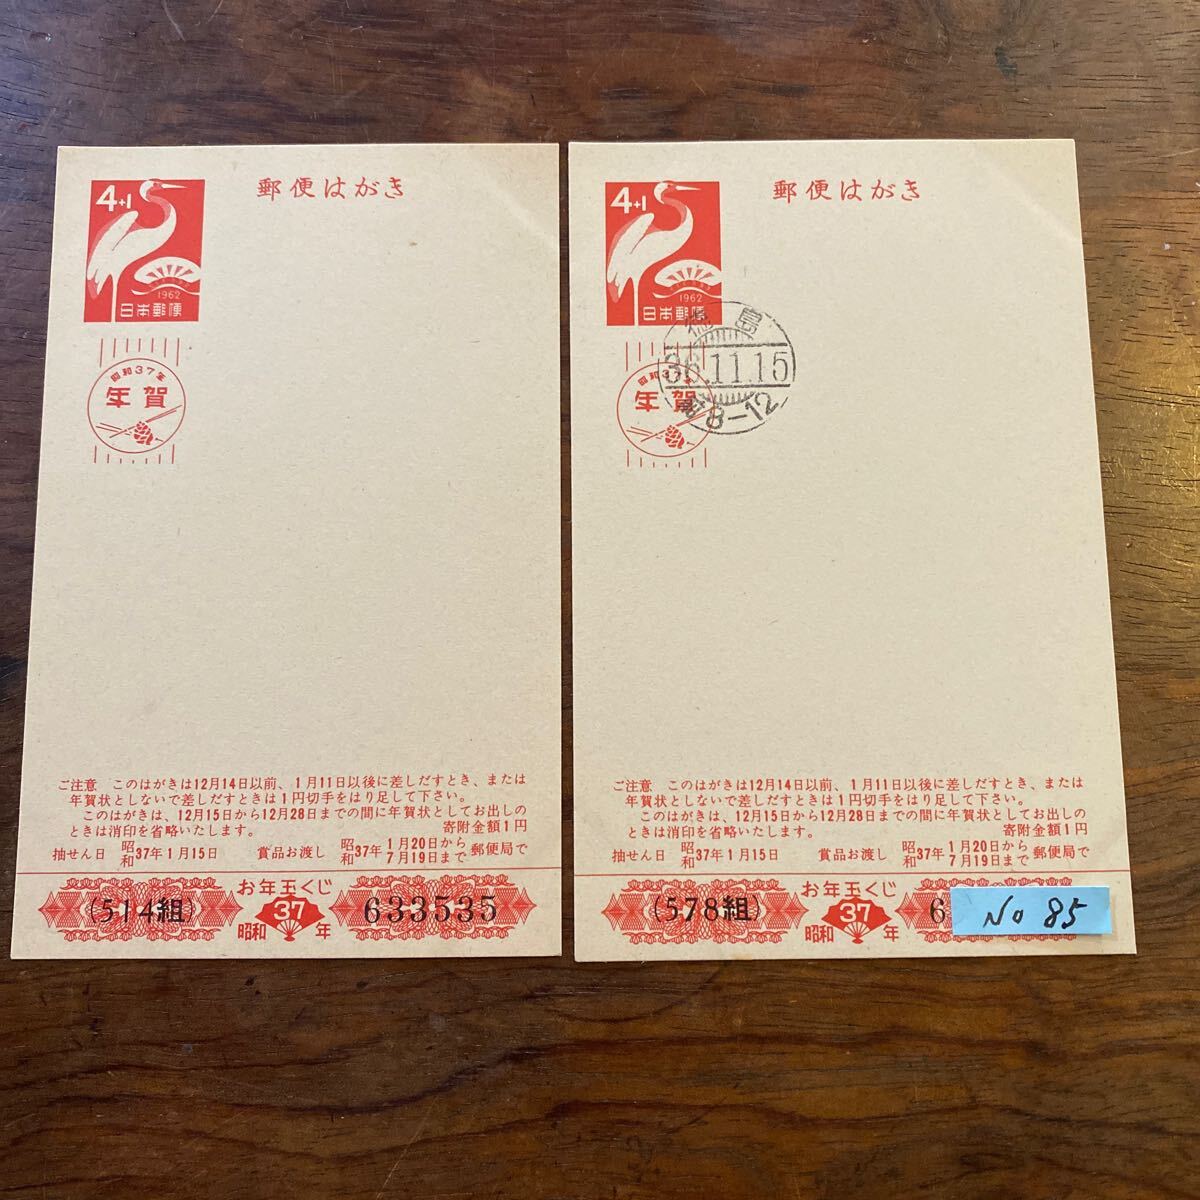 郵便はがき
4+1
1962
日本郵便
昭和37年
年賀
ご注意 このはがきは12月14日以前、1月11日以後に差しだすとき、または
年賀状としないで差しだすときは1円切手をはり足して下さい。
このはがきは、12月15日から12月28日までの間に年賀状としてお出しの
ときは消印を省略いたします。 寄附金額1円
抽せん日 昭和37年1月15日 賞品お渡し 昭和37年1月20日から7月19日まで郵便局で
お年玉くじ
(514組) 37 633535
昭和 年
郵便はがき
4+1
1962
日本郵便
36.11.15
8-12
昭和37年
年賀
ご注意 このはがきは12月14日以前、1月11日以後に差しだすとき、または
年賀状としないで差しだすときは1円切手をはり足して下さい。
このはがきは、12月15日から12月28日までの間に年賀状としてお出しの
ときは消印を省略いたします。 寄附金額1円
抽せん日 昭和37年1月15日 賞品お渡し 昭和37年1月20日から7月19日まで郵便局で
お年玉くじ
(578組) 37 6
昭和 年
No 85